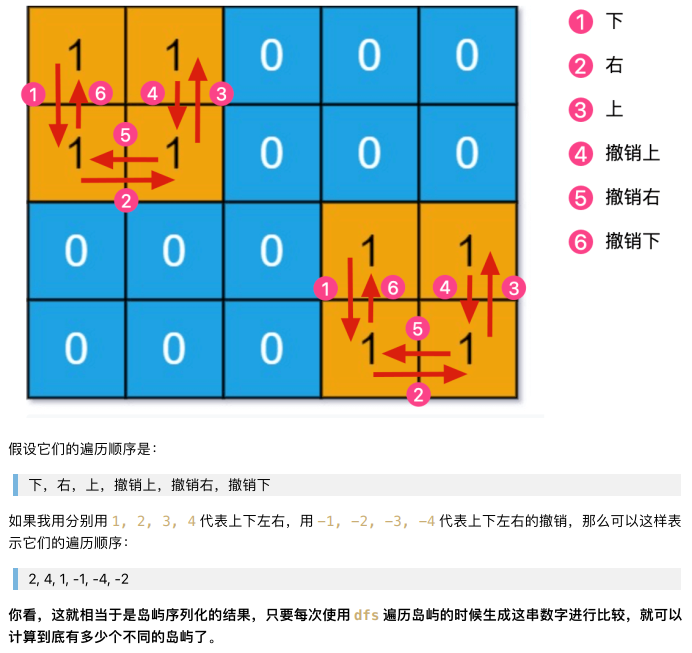 1 1 0 0 0
1 6 4 3
5
1 1 0 0 0
2
0 0 0 1 1
1 6 4 3
5
0 0 0 1 1
2
1 下
2 右
3 上
4 撤销上
5 撤销右
6 撤销下
假设它们的遍历顺序是：
下，右，上，撤销上，撤销右，撤销下
如果我用分别用 1, 2, 3, 4 代表上下左右，用 -1, -2, -3, -4 代表上下左右的撤销，那么可以这样表
示它们的遍历顺序：
2, 4, 1, -1, -4, -2
你看，这就相当于是岛屿序列化的结果，只要每次使用 dfs 遍历岛屿的时候生成这串数字进行比较，就可以
计算到底有多少个不同的岛屿了。